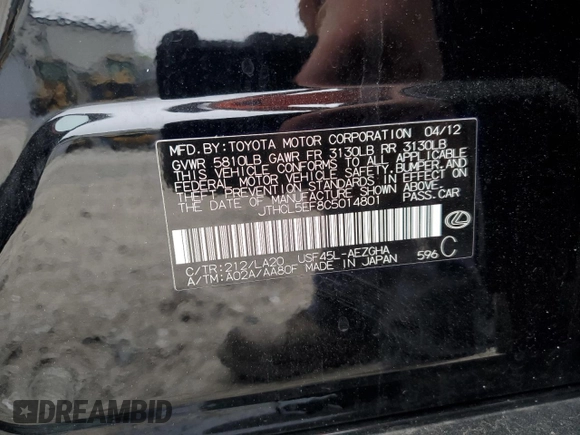 MFD. BY: TOYOTA MOTOR CORPORATION 04/12
GVWR 5810LB GAWR FR 3130LB RR 3130LB
THIS VEHICLE CONFORMS TO ALL APPLICABLE
FEDERAL MOTOR VEHICLE SAFETY, BUMPER, AND
THEFT PREVENTION STANDARDS IN EFFECT ON
THE DATE OF MANUFACTURE SHOWN ABOVE.
JTHCL5EF8C5014801 PASS-CAR
C/TR: 212/LA20 USF45L-AEZGHA 596 C
A/TM: A02A/AA80F MADE IN JAPAN
DREAMBID